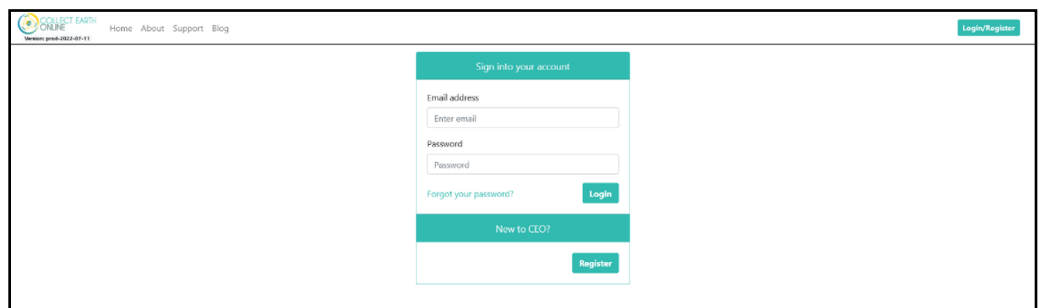 COLLECT EARTH
ONLINE
Version: prod-2022-07-11
Home About Support Blog
Login/Register
Sign into your account
Email address
Enter email
Password
Password
Forgot your password?
Login
New to CEO?
Register